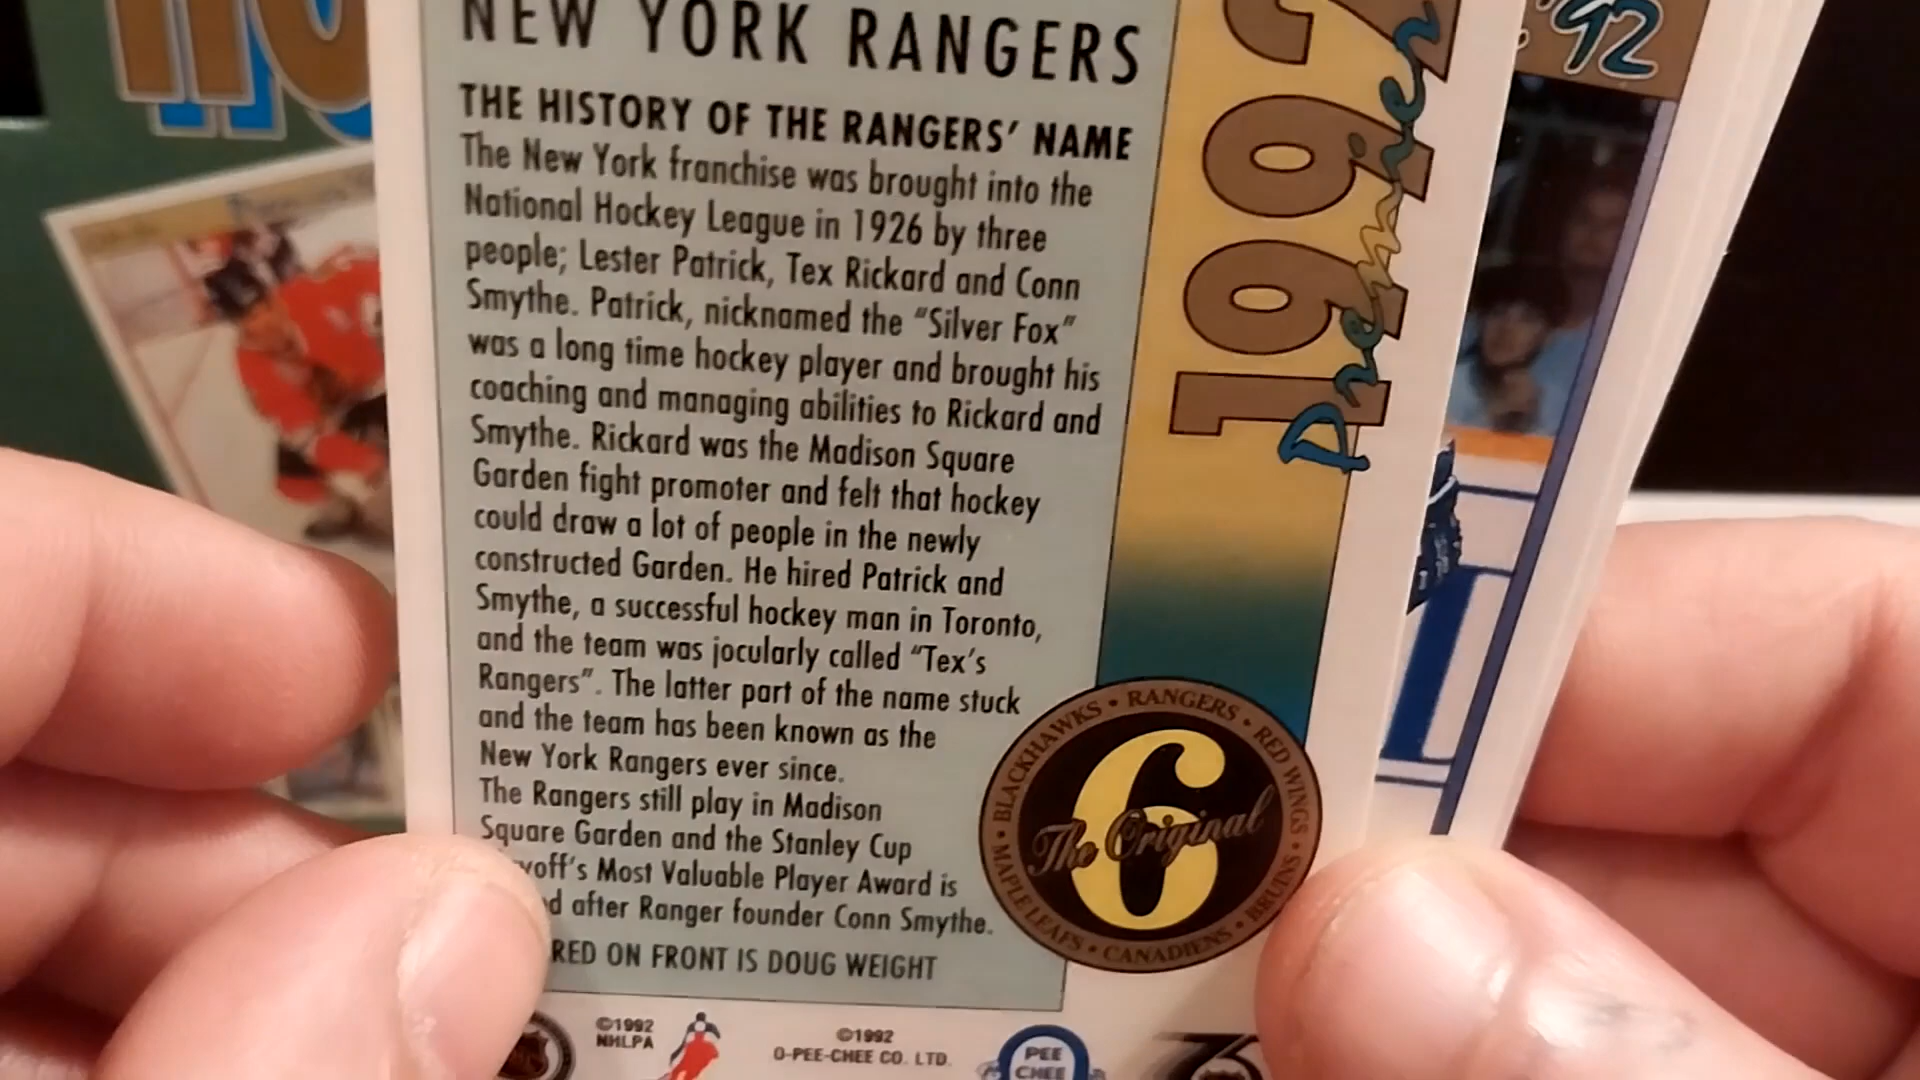 NEW YORK RANGERS
THE HISTORY OF THE RANGERS' NAME
The New York franchise was brought into the
National Hockey League in 1926 by three
people; Lester Patrick, Tex Rickard and Conn
Smythe. Patrick, nicknamed the "Silver Fox"
was a long time hockey player and brought his
coaching and managing abilities to Rickard and
Smythe. Rickard was the Madison Square
Garden fight promoter and felt that hockey
could draw a lot of people in the newly
constructed Garden. He hired Patrick and
Smythe, a successful hockey man in Toronto,
and the team was jocularly called "Tex's
Rangers". The latter part of the name stuck
and the team has been known as the
New York Rangers ever since.
The Rangers still play in Madison
Square Garden and the Stanley Cup
yoff's Most Valuable Player Award is
d after Ranger founder Conn Smythe.
RED ON FRONT IS DOUG WEIGHT
©1992
NHLPA
©1992
O-PEE-CHEE CO. LTD.
PEE
CHEE
1992
Premier
BLACKHAWKS • RANGERS • RED WINGS • BRUINS • CANADIENS • MAPLE LEAFS •
The Original
6
'92